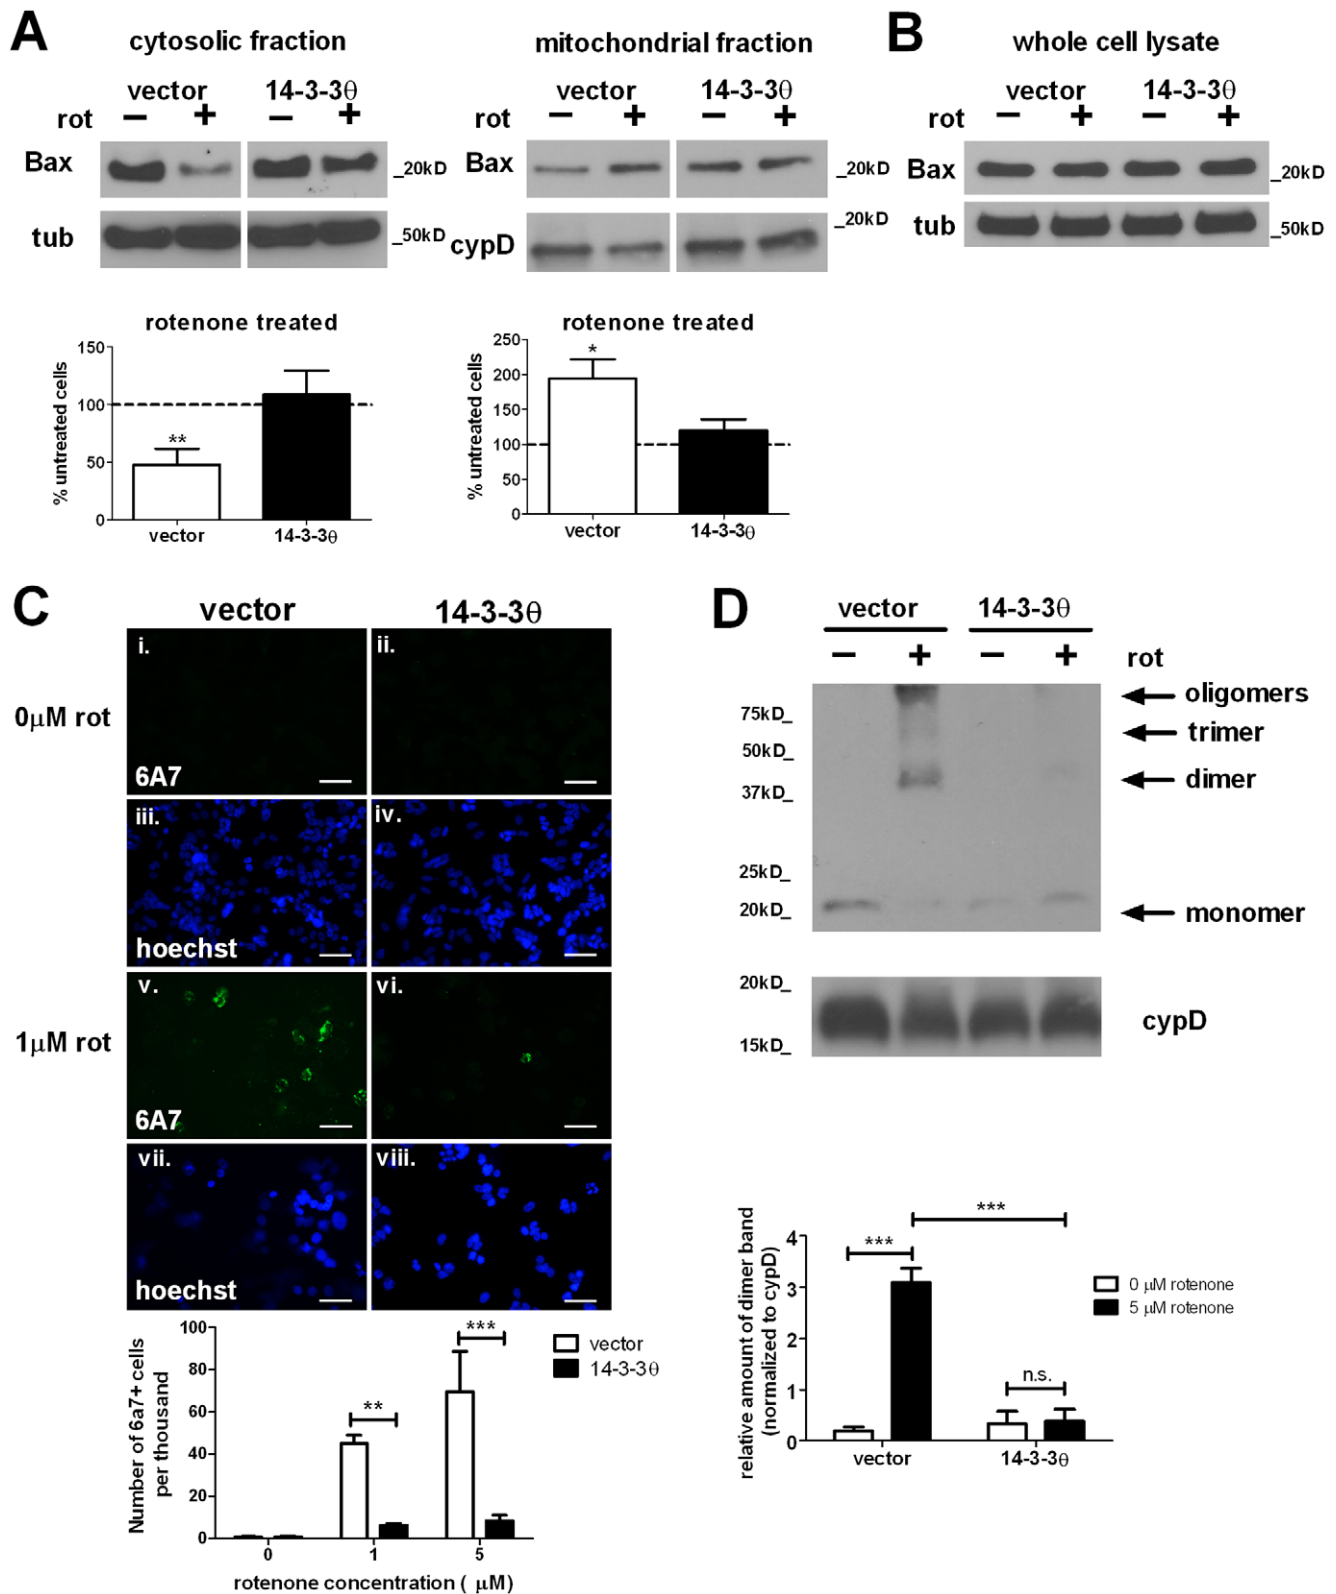 A
cytosolic fraction
vector 14-3-3θ
rot − + − +
Bax
_20kD
tub
_50kD
mitochondrial fraction
vector 14-3-3θ
rot − + − +
Bax
_20kD
_20kD
cypD
B
whole cell lysate
vector 14-3-3θ
rot − + − +
Bax
_20kD
tub
_50kD
rotenone treated
% untreated cells
150
100
50
0
**
vector 14-3-3θ
rotenone treated
% untreated cells
250
200
150
100
50
0
*
vector 14-3-3θ
C
vector 14-3-3θ
0μM rot
i. ii.
6A7
iii. iv.
hoechst
1μM rot
v. vi.
6A7
vii. viii.
hoechst
Number of 6a7+ cells
per thousand
100
80
60
40
20
0
** ***
vector
14-3-3θ
0 1 5
rotenone concentration ( μM)
D
vector 14-3-3θ
− + − + rot
75kD_
50kD_
37kD_
25kD_
20kD_
oligomers
trimer
dimer
monomer
20kD_
15kD_
cypD
relative amount of dimer band
(normalized to cypD)
4
3
2
1
0
***
***
n.s.
0 μM rotenone
5 μM rotenone
vector 14-3-3θ